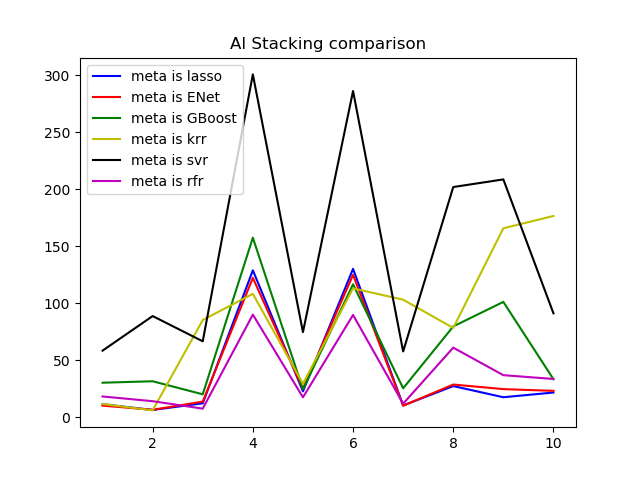 Al Stacking comparison
300
250
200
150
100
50
0
meta is lasso
meta is ENet
meta is GBoost
meta is krr
meta is svr
meta is rfr
2
4
6
8
10